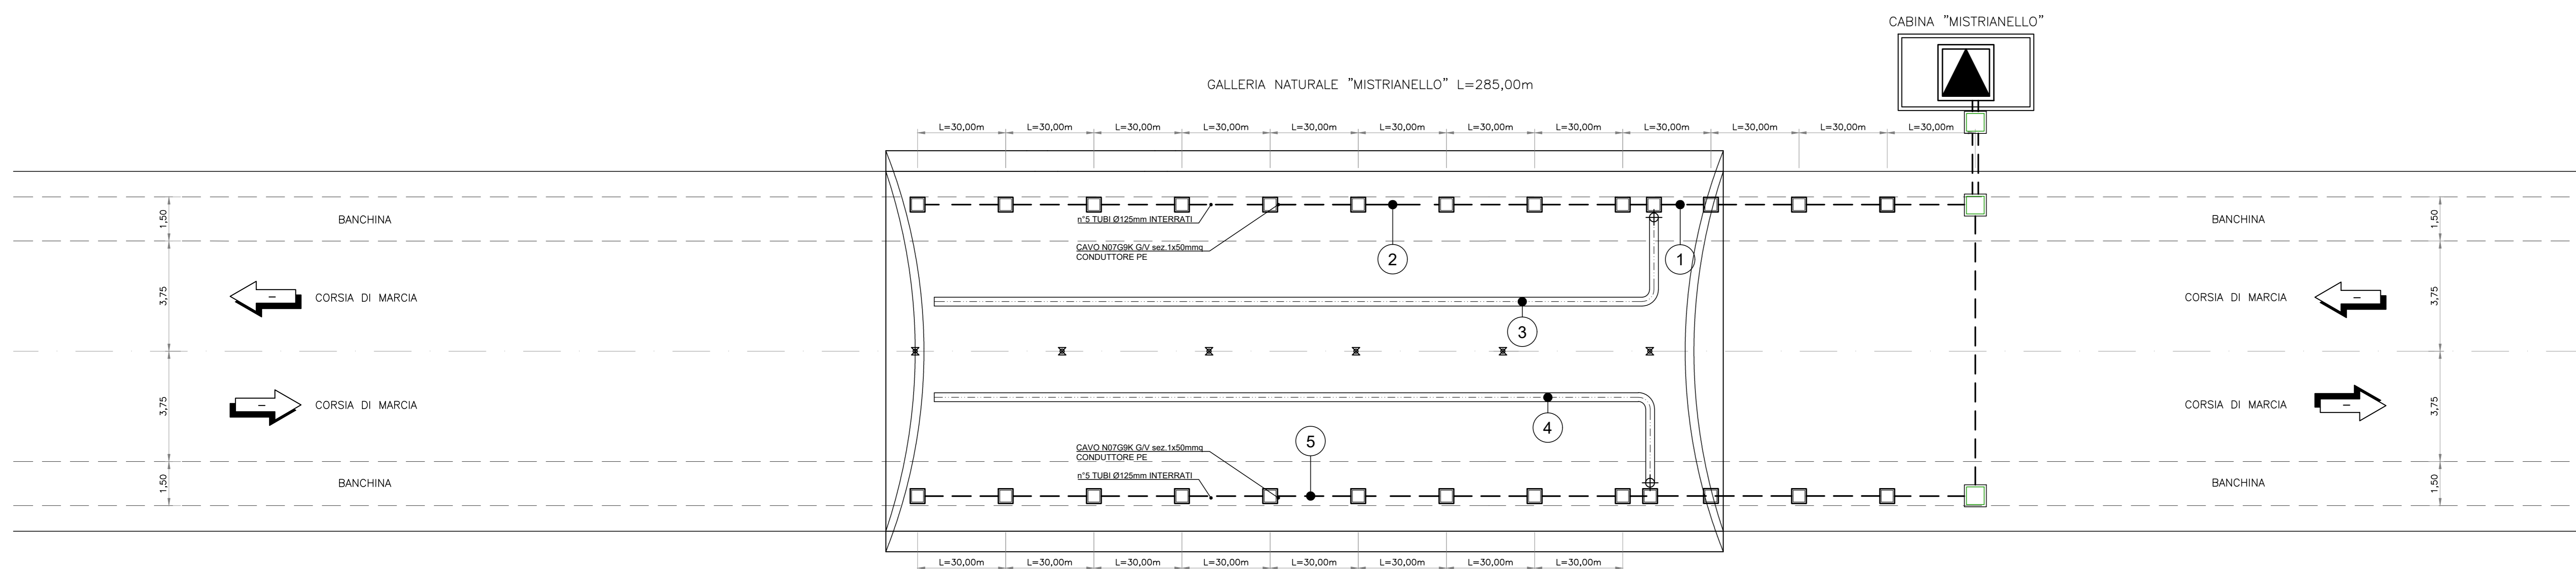 CABINA "MISTRIANELLO"
GALLERIA NATURALE "MISTRIANELLO" L=285,00m
L=30,00m L=30,00m L=30,00m L=30,00m L=30,00m L=30,00m L=30,00m L=30,00m L=30,00m L=30,00m L=30,00m L=30,00m
1,50
BANCHINA
n°5 TUBI Ø125mm INTERRATI
BANCHINA
1,50
CAVO N07G9K G/V sez.1x50mmq
CONDUTTORE PE
2
1
3,75
CORSIA DI MARCIA
CORSIA DI MARCIA
3,75
3
3,75
CORSIA DI MARCIA
CORSIA DI MARCIA
3,75
4
5
CAVO N07G9K G/V sez.1x50mmq
CONDUTTORE PE
n°5 TUBI Ø125mm INTERRATI
1,50
BANCHINA
BANCHINA
1,50
L=30,00m L=30,00m L=30,00m L=30,00m L=30,00m L=30,00m L=30,00m L=30,00m